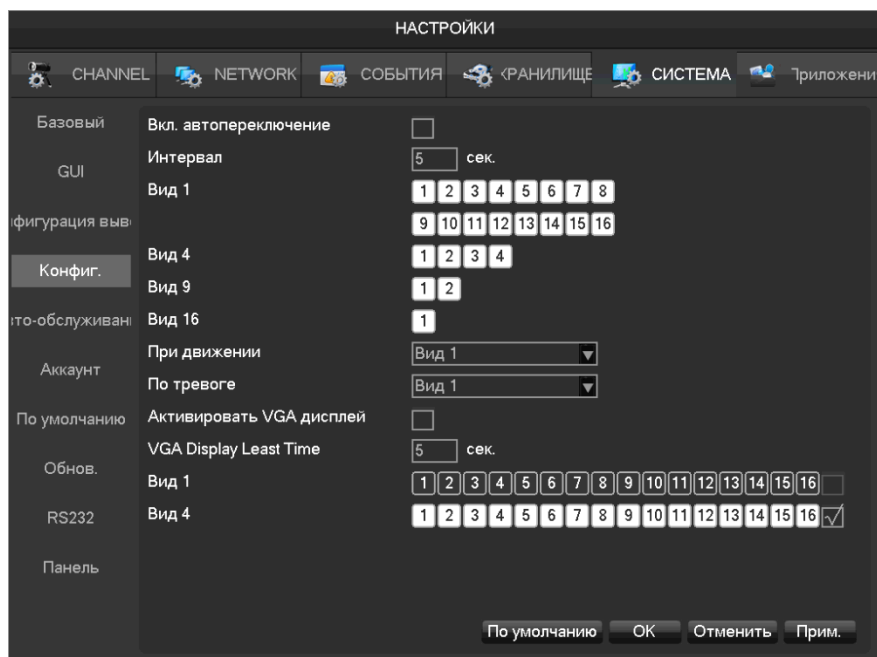 НАСТРОЙКИ
CHANNEL NETWORK СОБЫТИЯ ХРАНИЛИЩЕ СИСТЕМА Приложени
Базовый
GUI
фигурация выв
Конфиг.
то-обслуживан
Аккаунт
По умолчанию
Обнов.
RS232
Панель
Вкл. автопереключение
Интервал 5 сек.
Вид 1 1 2 3 4 5 6 7 8
9 10 11 12 13 14 15 16
Вид 4 1 2 3 4
Вид 9 1 2
Вид 16 1
При движении Вид 1
По тревоге Вид 1
Активировать VGA дисплей
VGA Display Least Time 5 сек.
Вид 1 1 2 3 4 5 6 7 8 9 10 11 12 13 14 15 16
Вид 4 1 2 3 4 5 6 7 8 9 10 11 12 13 14 15 16
По умолчанию OK Отменить Прим.